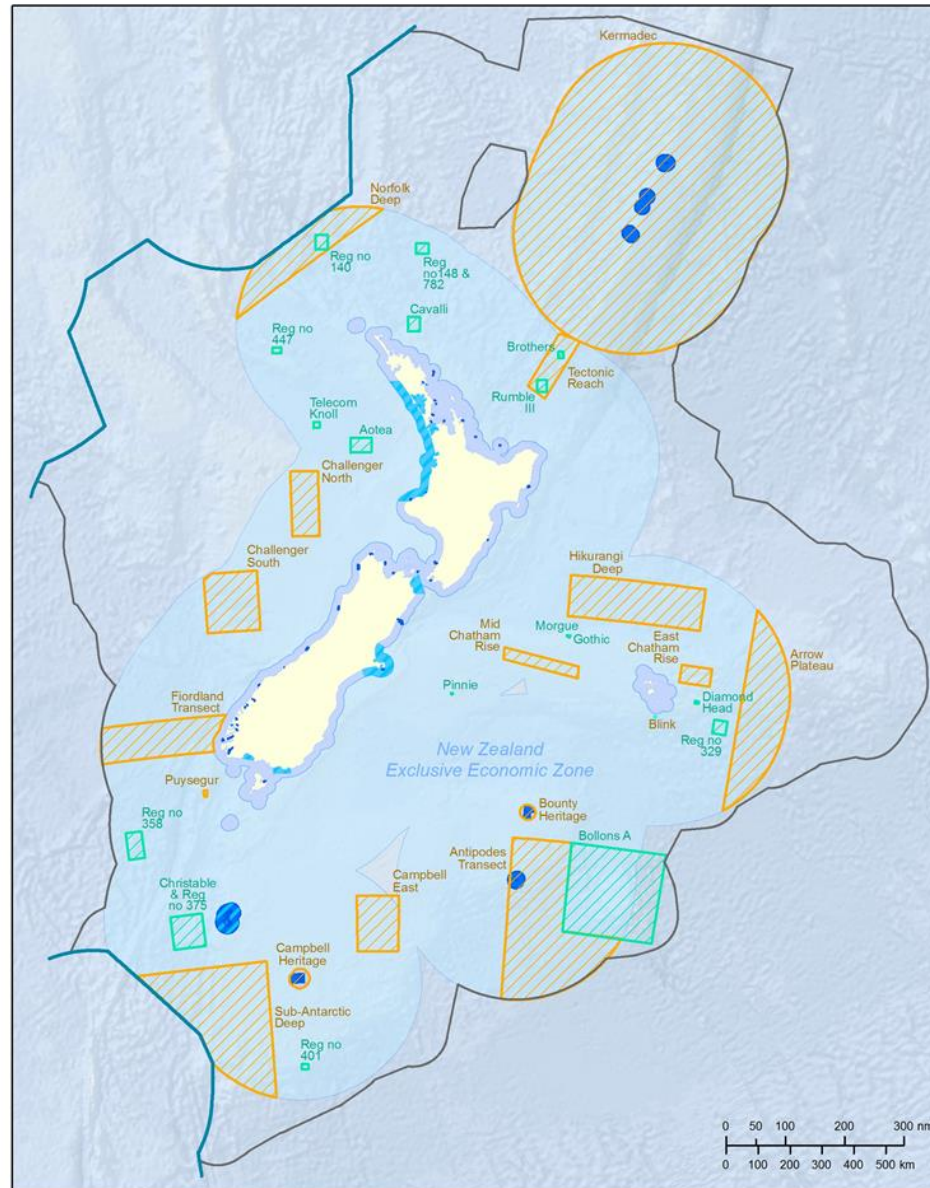 Kermadec
Norfolk
Deep
Reg no
140
Reg
no148 &
782
Cavalli
Reg no
447
Brothers
Tectonic
Reach
Rumble
III
Telecom
Knoll
Aotea
Challenger
North
Challenger
South
Hikurangi
Deep
Mid
Chatham
Rise
Morgue
Gothic
East
Chatham
Rise
Arrow
Plateau
Pinnie
Diamond
Head
Blink
Reg no
329
Fiordland
Transect
New Zealand
Exclusive Economic Zone
Puysegur
Bounty
Heritage
Reg no
358
Bollons A
Antipodes
Transect
Christable
& Reg
no 375
Campbell
East
Campbell
Heritage
Sub-Antarctic
Deep
Reg no
401
0 50 100 200 300 nm
0 100 200 300 400 500 km